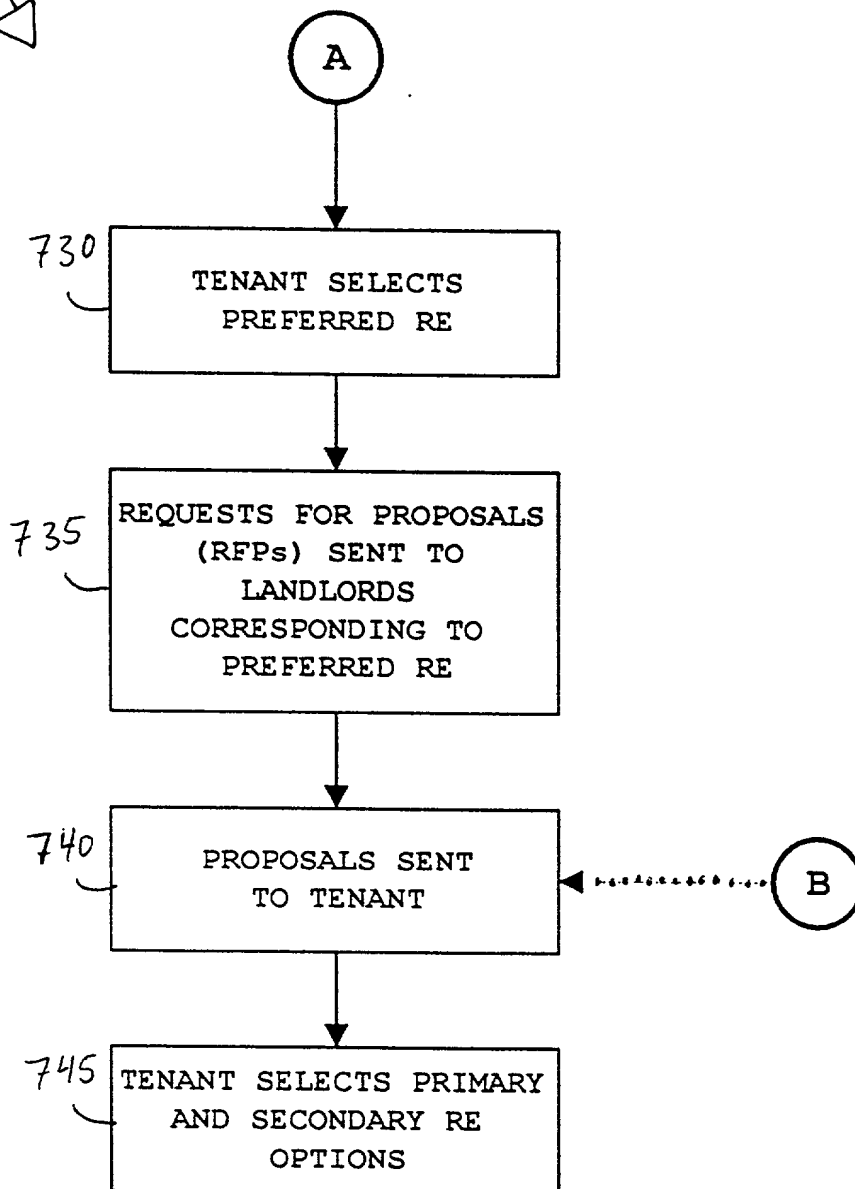 A
730
TENANT SELECTS
PREFERRED RE
735
REQUESTS FOR PROPOSALS
(RFPs) SENT TO
LANDLORDS
CORRESPONDING TO
PREFERRED RE
740
PROPOSALS SENT
TO TENANT
B
745
TENANT SELECTS PRIMARY
AND SECONDARY RE
OPTIONS